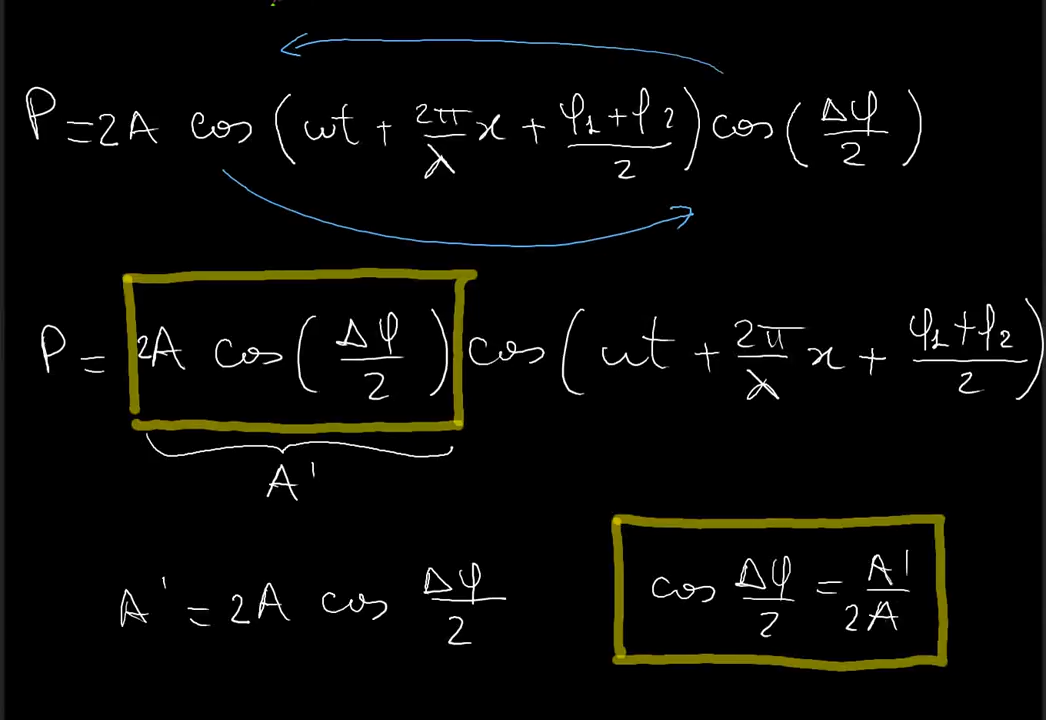 P = 2A cos (ωt + 2π/λ x + φ₁+φ₂/2) cos (Δφ/2)
P = 2A cos (Δφ/2) cos (ωt + 2π/λ x + φ₁+φ₂/2)
A'
A' = 2A cos Δφ/2
cos Δφ/2 = A'/2A